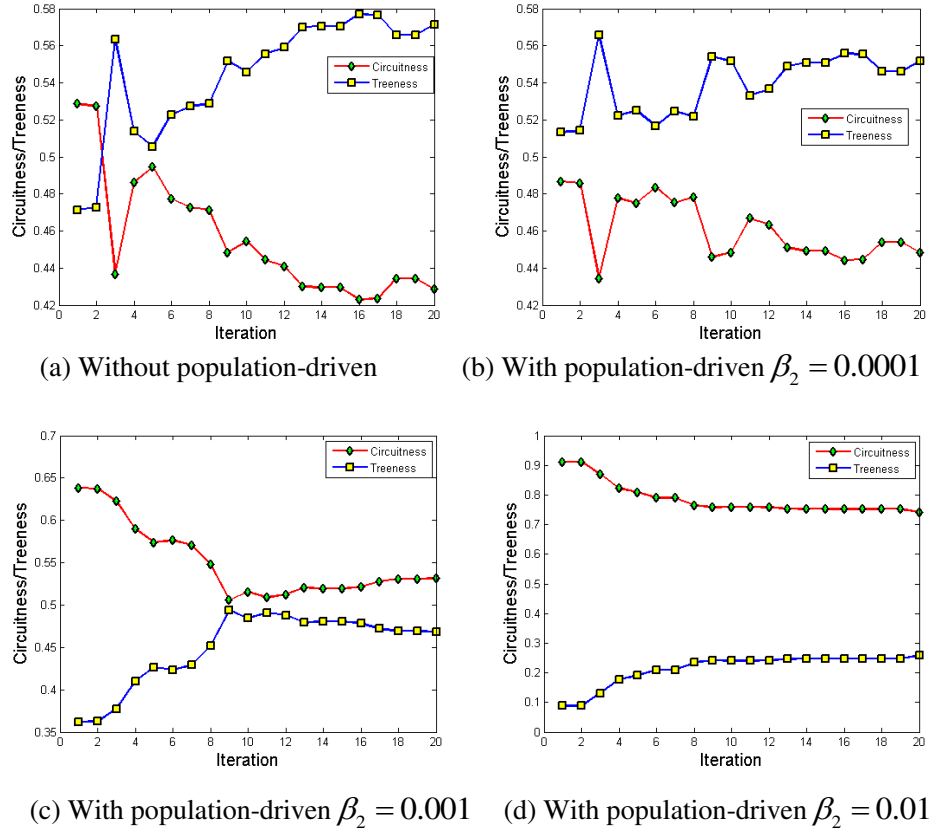 0.58
0.56
0.54
0.52
0.5
0.48
0.46
0.44
0.42
0 2 4 6 8 10 12 14 16 18 20
Circuitness/Treeness
Iteration
Circuitness
Treeness
(a) Without population-driven
0.58
0.56
0.54
0.52
0.5
0.48
0.46
0.44
0.42
0 2 4 6 8 10 12 14 16 18 20
Circuitness/Treeness
Iteration
Circuitness
Treeness
(b) With population-driven β₂ = 0.0001
0.7
0.65
0.6
0.55
0.5
0.45
0.4
0.35
0 2 4 6 8 10 12 14 16 18 20
Circuitness/Treeness
Iteration
Circuitness
Treeness
(c) With population-driven β₂ = 0.001
1
0.9
0.8
0.7
0.6
0.5
0.4
0.3
0.2
0.1
0
0 2 4 6 8 10 12 14 16 18 20
Circuitness/Treeness
Iteration
Circuitness
Treeness
(d) With population-driven β₂ = 0.01